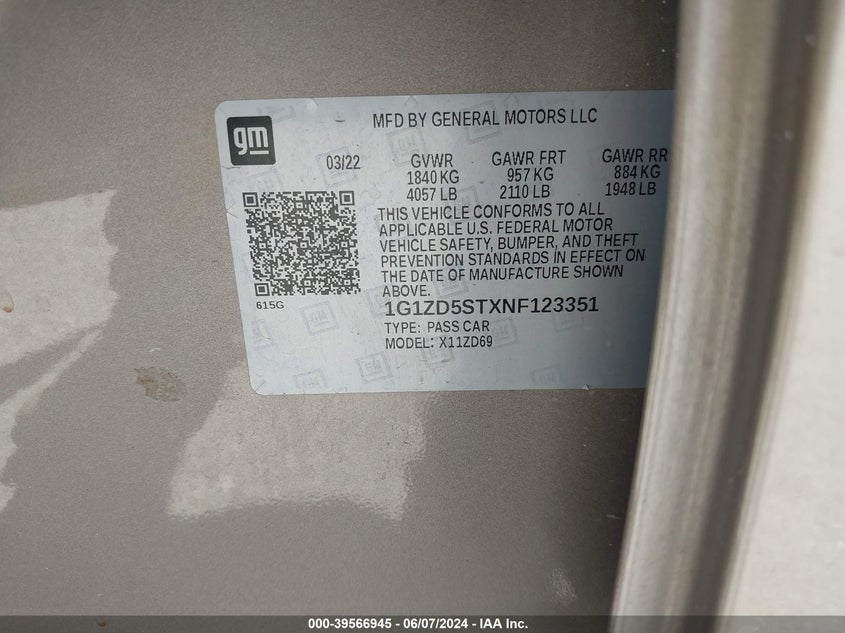 MFD BY GENERAL MOTORS LLC
gm
03/22 GVWR GAWR FRT GAWR RR
1840 KG 957 KG 884 KG
4057 LB 2110 LB 1948 LB
THIS VEHICLE CONFORMS TO ALL
APPLICABLE U.S. FEDERAL MOTOR
VEHICLE SAFETY, BUMPER, AND THEFT
PREVENTION STANDARDS IN EFFECT ON
THE DATE OF MANUFACTURE SHOWN
ABOVE.
615G
1G1ZD5STXNF123351
TYPE: PASS CAR
MODEL: X11ZD69
000-39566945 - 06/07/2024 - IAA Inc.